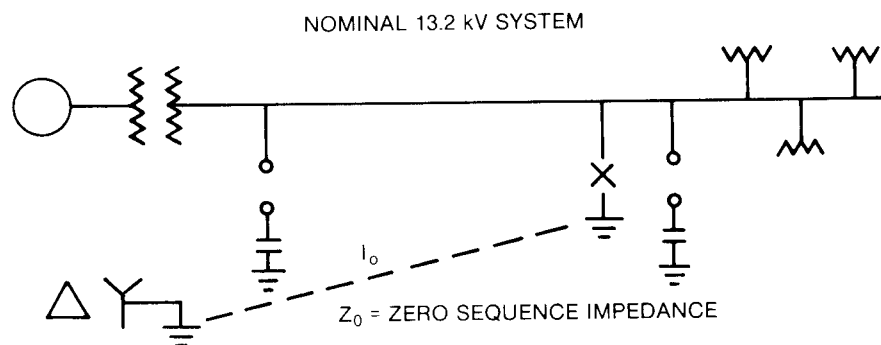 NOMINAL 13.2 kV SYSTEM
I₀
Z₀ = ZERO SEQUENCE IMPEDANCE